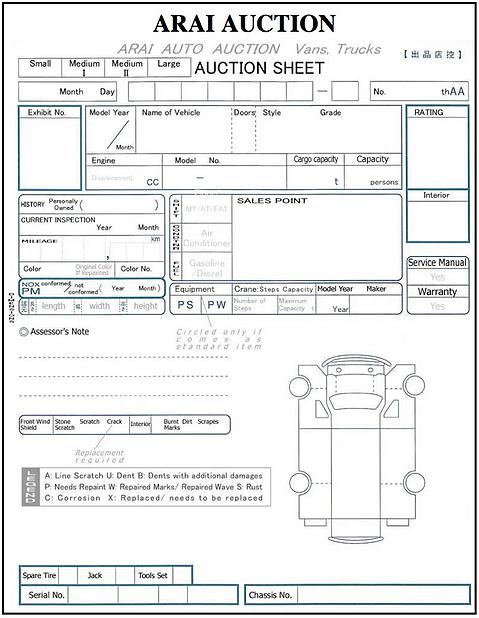 ARAI AUCTION
ARAI AUTO AUCTION Vans, Trucks
【出品店控】
Small Medium I Medium II Large
AUCTION SHEET
Month Day
—
No. thAA
Exhibit No.
Model Year / Month
Name of Vehicle Doors Style Grade
RATING
Engine Model No. Cargo capacity Capacity
Displacement CC — t persons
Interior
HISTORY Personally Owned ( )
CURRENT INSPECTION
Year Month
MILEAGE , km
Color Original Color If Repainted Color No.
SHIFT MT/AT/FAT
Air Conditioner
FUEL Gasoline /Diezel
SALES POINT
Service Manual
Yes
Warranty
Yes
NOX PM conformed / not conformed ( Year Month )
width height
Equipment
PS PW
Crane: Steps Capacity Model Year Maker
Number of Steps Maximum Capacity t Year
Circled only if comes as standard item
◎ Assessor's Note
Front Wind Shield Stone Scratch Scratch Crack Interior Burnt Marks Dirt Scrapes
Replacement required
LEGEND
A: Line Scratch U: Dent B: Dents with additional damages
P: Needs Repaint W: Repaired Marks/ Repaired Wave S: Rust
C: Corrosion X: Replaced/ needs to be replaced
Spare Tire Jack Tools Set
Serial No.
Chassis No.